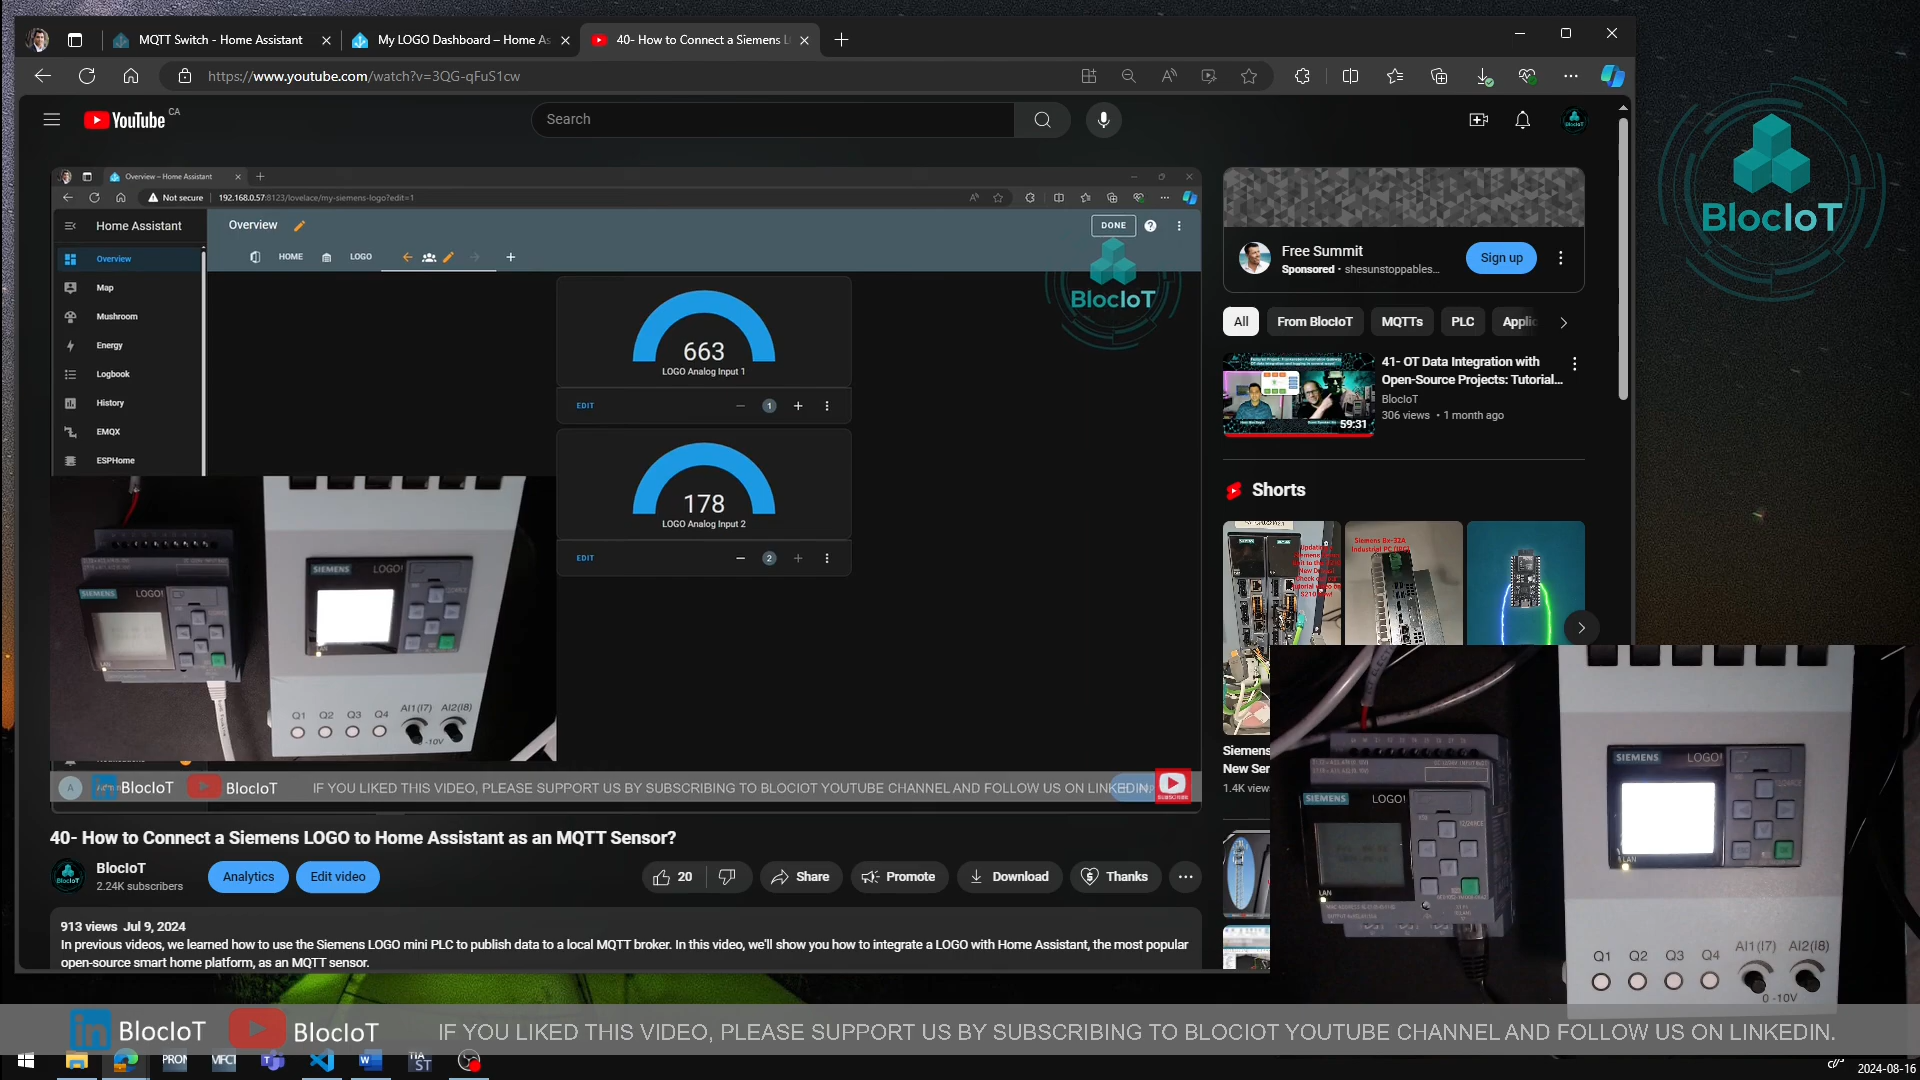 MQTT Switch - Home Assistant
My LOGO Dashboard – Home As
40- How to Connect a Siemens L
https://www.youtube.com/watch?v=3QG-qFuS1cw
YouTube CA
Search
Overview – Home Assistant
Not secure 192.168.0.57:8123/lovelace/my-siemens-logo?edit=1
Home Assistant
Overview
DONE
HOME
LOGO
Overview
Map
Mushroom
Energy
Logbook
History
EMQX
ESPHome
663
LOGO Analog Input 1
EDIT
1
178
LOGO Analog Input 2
EDIT
2
BlocIoT
SIEMENS LOGO!
SIEMENS LOGO!
Q1 Q2 Q3 Q4 AI1(I7) AI2(I8)
0 -10V
BlocIoT
BlocIoT
IF YOU LIKED THIS VIDEO, PLEASE SUPPORT US BY SUBSCRIBING TO BLOCIOT YOUTUBE CHANNEL AND FOLLOW US ON LINKEDIN.
40- How to Connect a Siemens LOGO to Home Assistant as an MQTT Sensor?
BlocIoT
2.24K subscribers
Analytics
Edit video
20
Share
Promote
Download
Thanks
913 views Jul 9, 2024
In previous videos, we learned how to use the Siemens LOGO mini PLC to publish data to a local MQTT broker. In this video, we'll show you how to integrate a LOGO with Home Assistant, the most popular
open-source smart home platform, as an MQTT sensor.
Free Summit
Sponsored • shesunstoppables...
Sign up
All
From BlocIoT
MQTTs
PLC
Applic
41- OT Data Integration with
Open-Source Projects: Tutorial...
BlocIoT
306 views • 1 month ago
59:31
Shorts
Siemens Bx-32A
Industrial PC (IPC)
Siemens
New Ser
1.4K views
BlocIoT
SIEMENS LOGO!
SIEMENS LOGO!
LAN
LAN
Q1 Q2 Q3 Q4 AI1(I7) AI2(I8)
0 -10V
in BlocIoT
BlocIoT
IF YOU LIKED THIS VIDEO, PLEASE SUPPORT US BY SUBSCRIBING TO BLOCIOT YOUTUBE CHANNEL AND FOLLOW US ON LINKEDIN.
2024-08-16